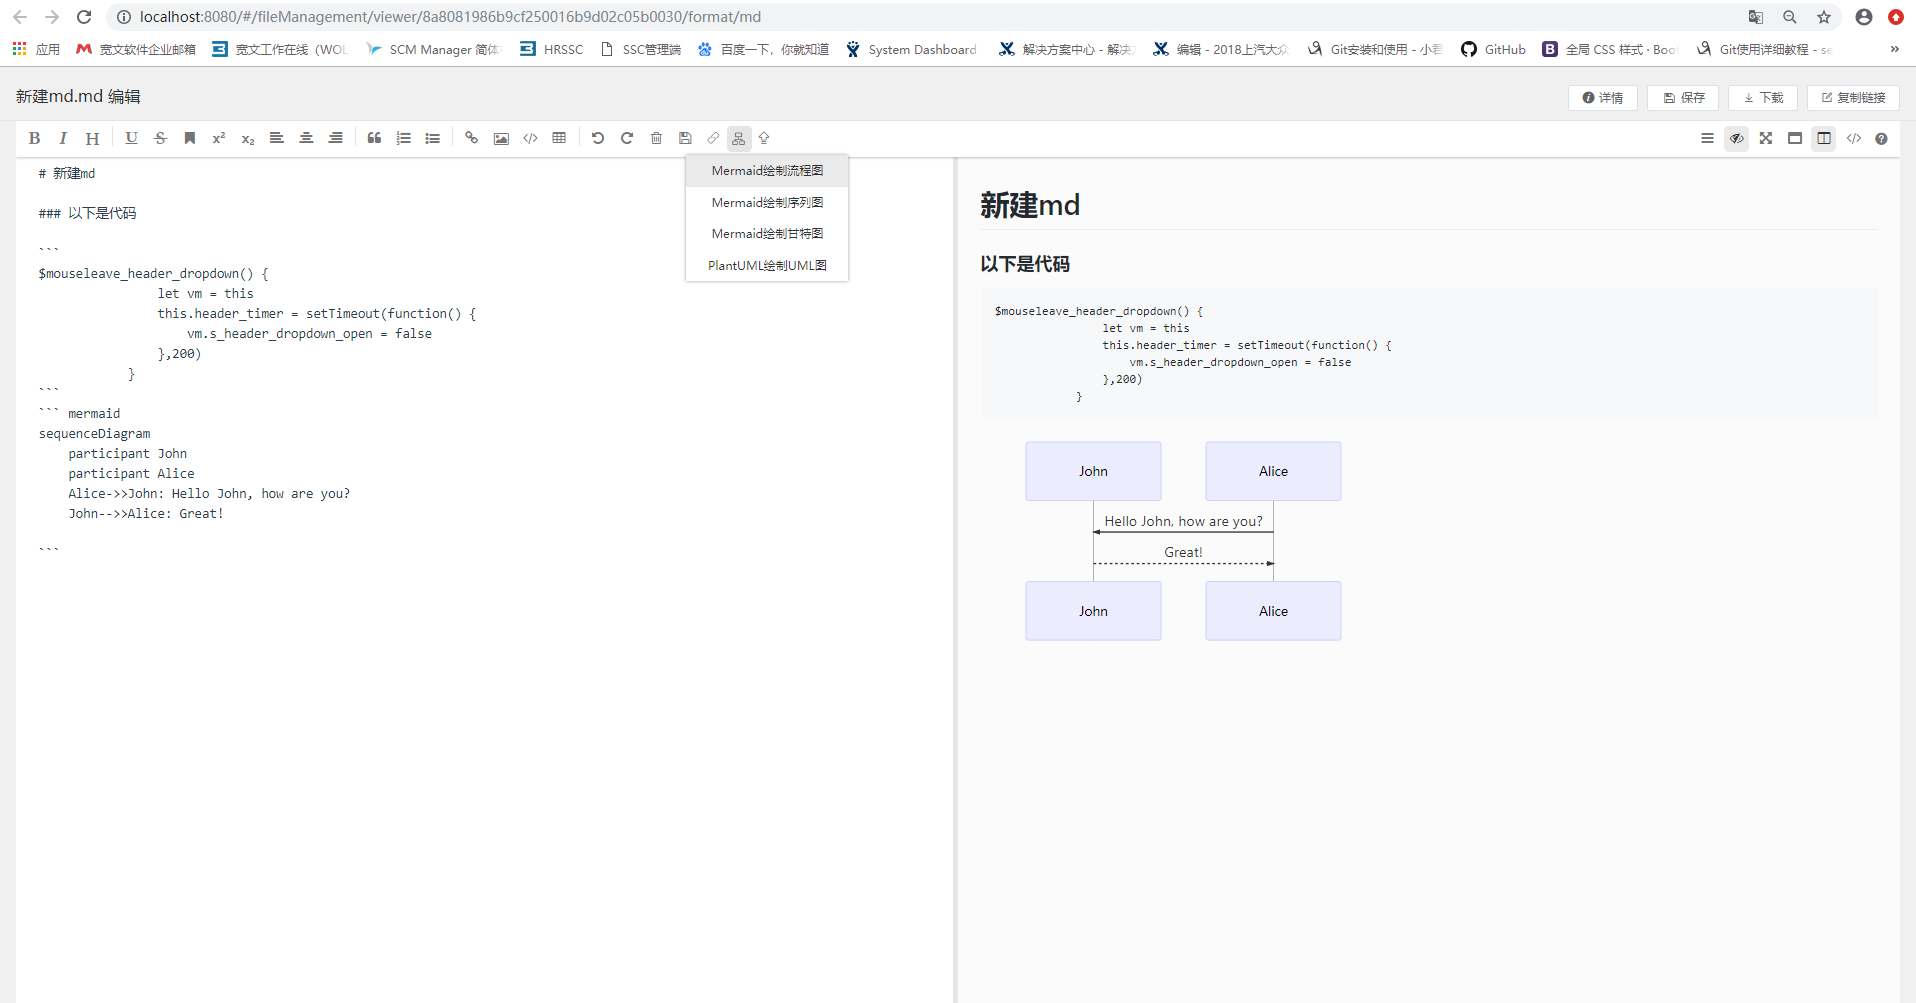 localhost:8080/#/fileManagement/viewer/8a8081986b9cf250016b9d02c05b0030/format/md
应用 宽文软件企业邮箱 宽文工作在线（WOL SCM Manager 简体 HRSSC SSC管理端 百度一下，你就知道 System Dashboard 解决方案中心 - 解决 编辑 - 2018上汽大众 Git安装和使用 - 小 GitHub 全局 CSS 样式 · Boo Git使用详细教程 - se »
新建md.md 编辑
详情 保存 下载 复制链接
B I H U S x² x₂
Mermaid绘制流程图
Mermaid绘制序列图
Mermaid绘制甘特图
PlantUML绘制UML图
# 新建md
### 以下是代码
```
$mouseleave_header_dropdown() {
let vm = this
this.header_timer = setTimeout(function() {
vm.s_header_dropdown_open = false
},200)
}
```
``` mermaid
sequenceDiagram
participant John
participant Alice
Alice->>John: Hello John, how are you?
John-->>Alice: Great!
```
新建md
以下是代码
$mouseleave_header_dropdown() {
let vm = this
this.header_timer = setTimeout(function() {
vm.s_header_dropdown_open = false
},200)
}
John Alice
Hello John, how are you?
Great!
John Alice